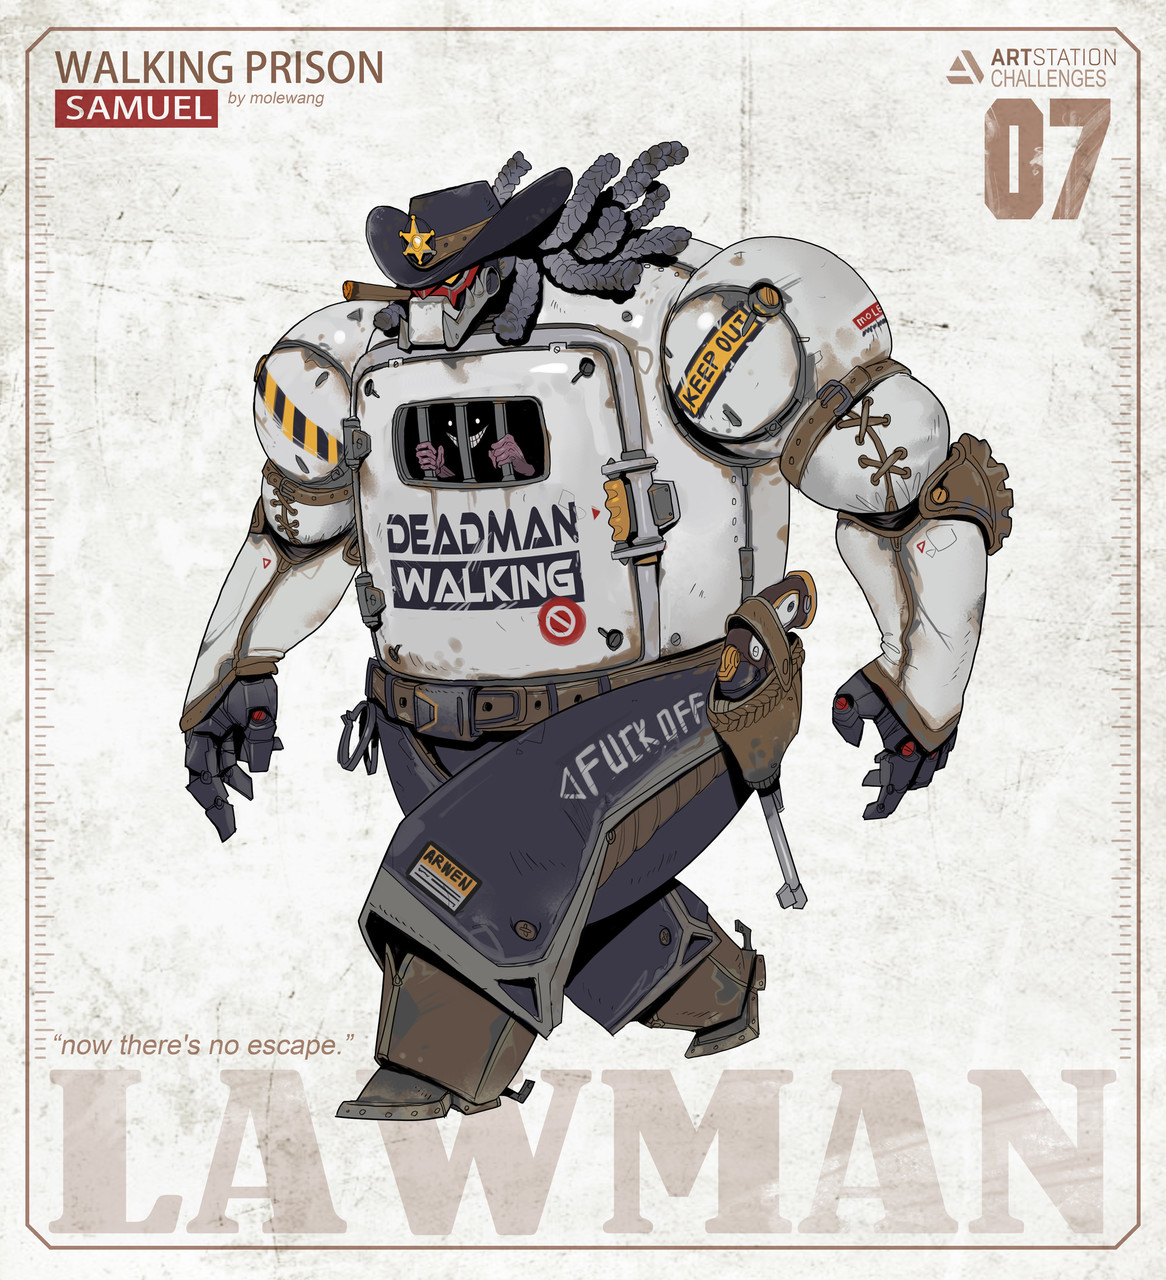 WALKING PRISON
SAMUEL
by molewang
ARTSTATION
CHALLENGES
07
KEEP OUT
DEADMAN
WALKING
FUCK OFF
ARWEN
“now there's no escape.”
LAWMAN